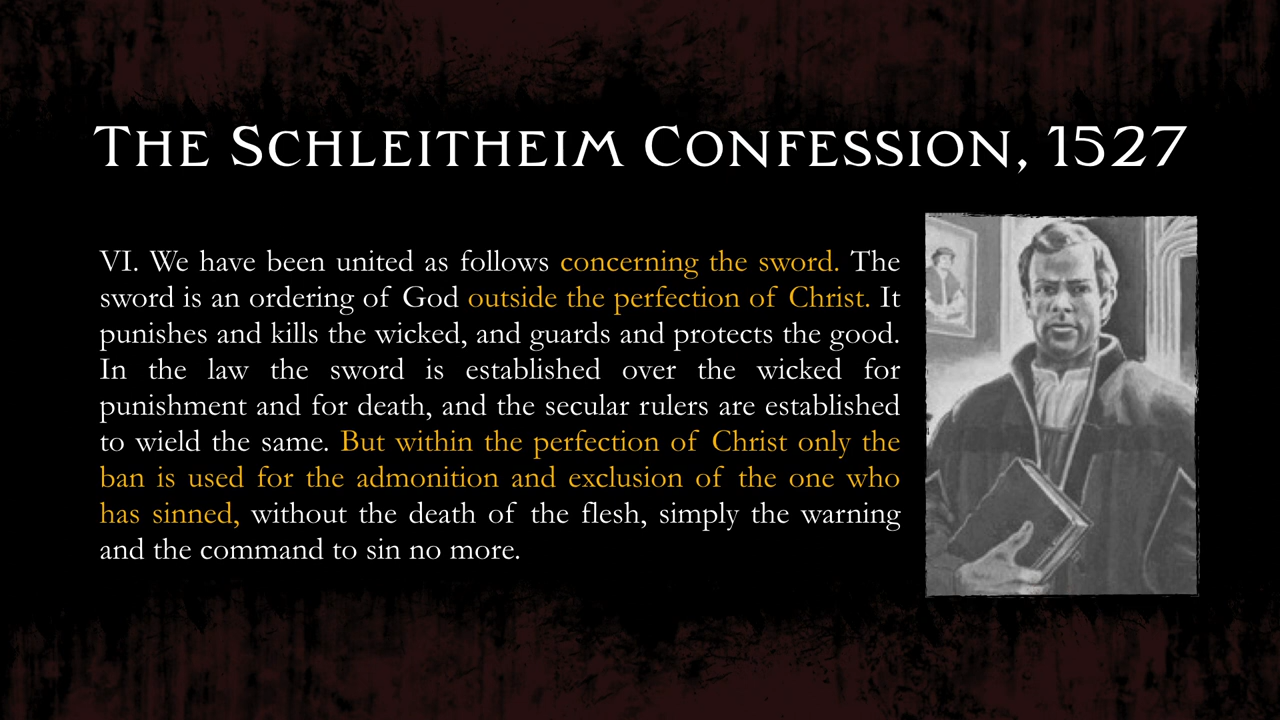 THE SCHLEITHEIM CONFESSION, 1527
VI. We have been united as follows concerning the sword. The
sword is an ordering of God outside the perfection of Christ. It
punishes and kills the wicked, and guards and protects the good.
In the law the sword is established over the wicked for
punishment and for death, and the secular rulers are established
to wield the same. But within the perfection of Christ only the
ban is used for the admonition and exclusion of the one who
has sinned, without the death of the flesh, simply the warning
and the command to sin no more.